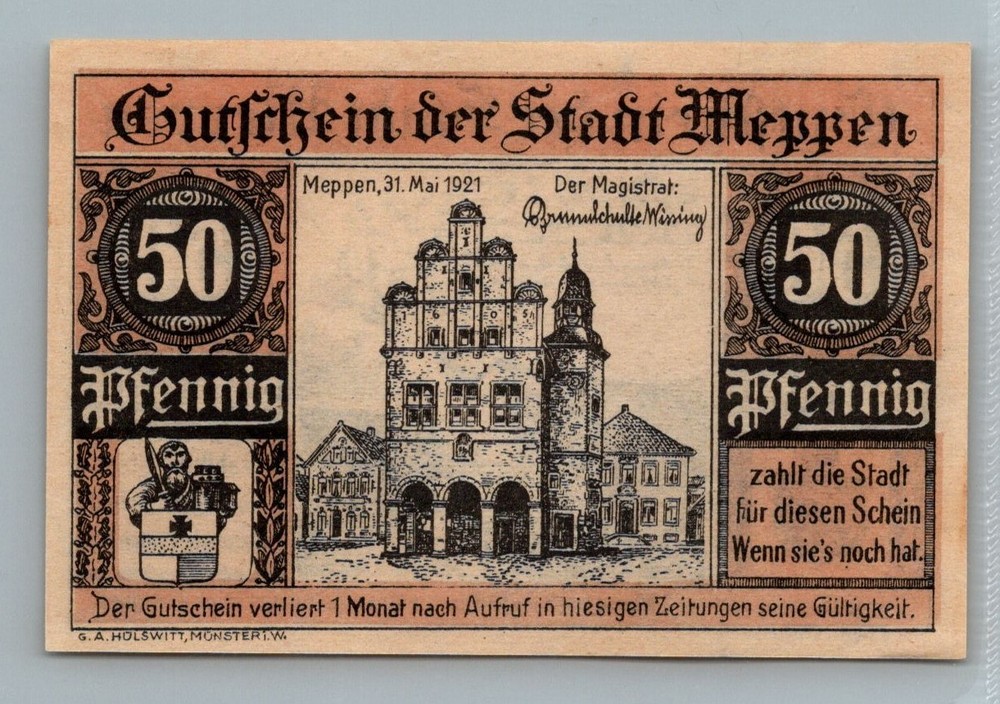 Gutschein der Stadt Meppen
Meppen, 31. Mai 1921
Der Magistrat:
50
Pfennig
50
Pfennig
1605
zahlt die Stadt
für diesen Schein
Wenn sie's noch hat.
Der Gutschein verliert 1 Monat nach Aufruf in hiesigen Zeitungen seine Gültigkeit.
G. A. HÜLSWITT, MÜNSTER i. W.